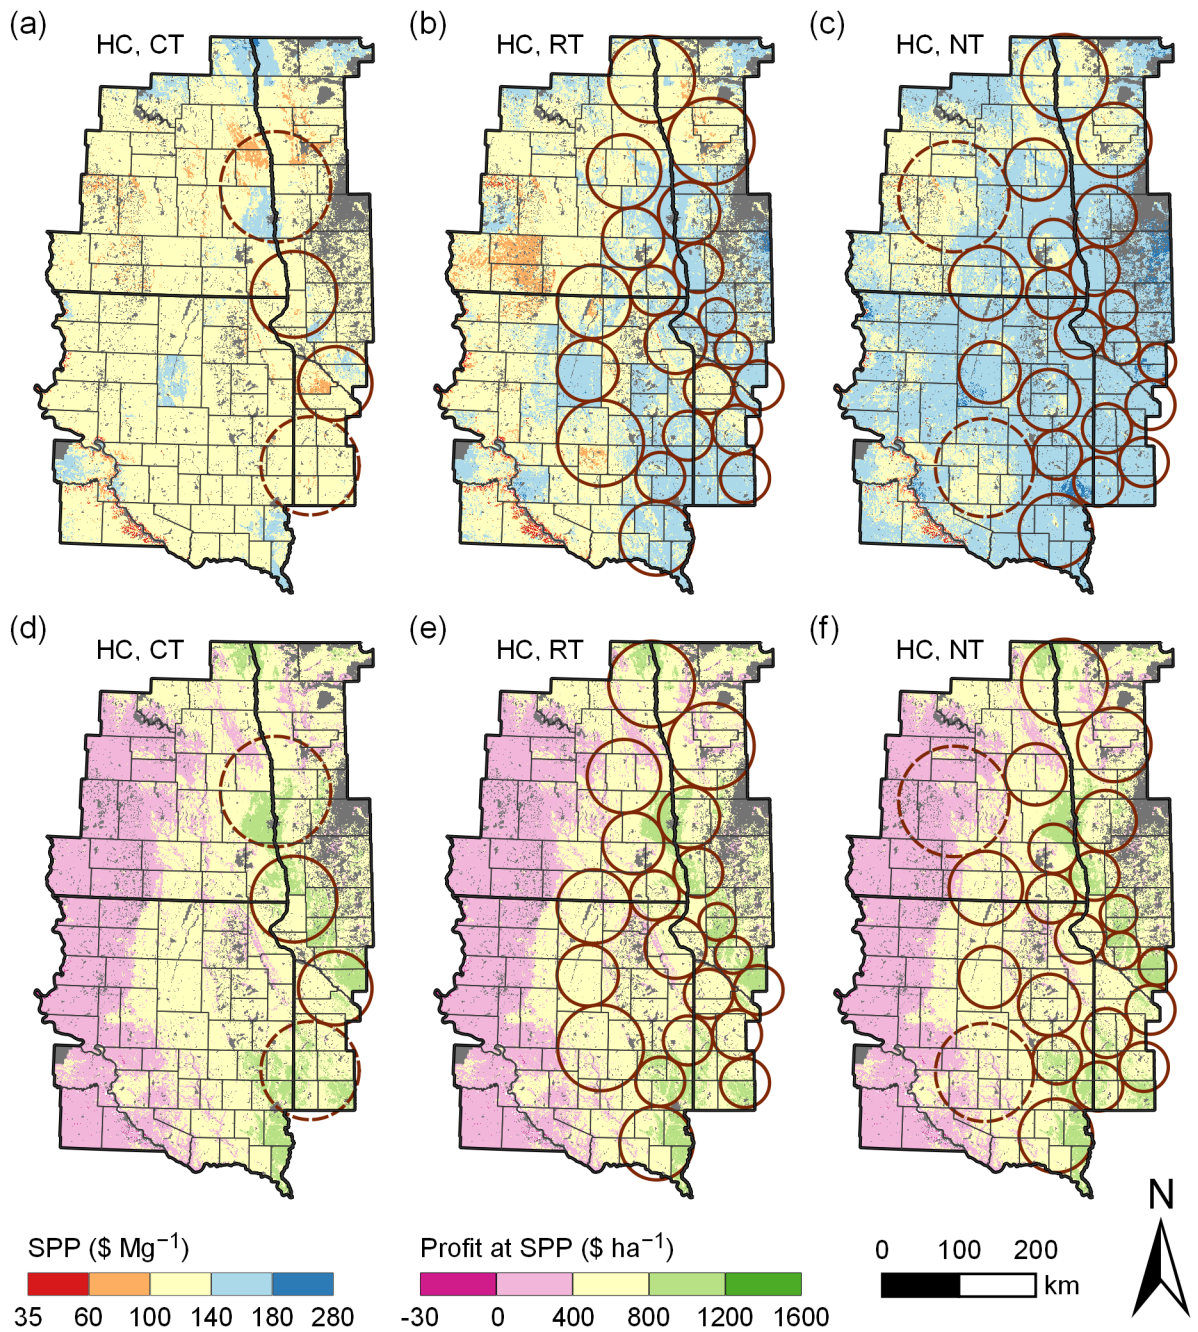 (a) HC, CT
(b) HC, RT
(c) HC, NT
(d) HC, CT
(e) HC, RT
(f) HC, NT
SPP ($ Mg⁻¹)
35 60 100 140 180 280
Profit at SPP ($ ha⁻¹)
-30 0 400 800 1200 1600
0 100 200
km
N